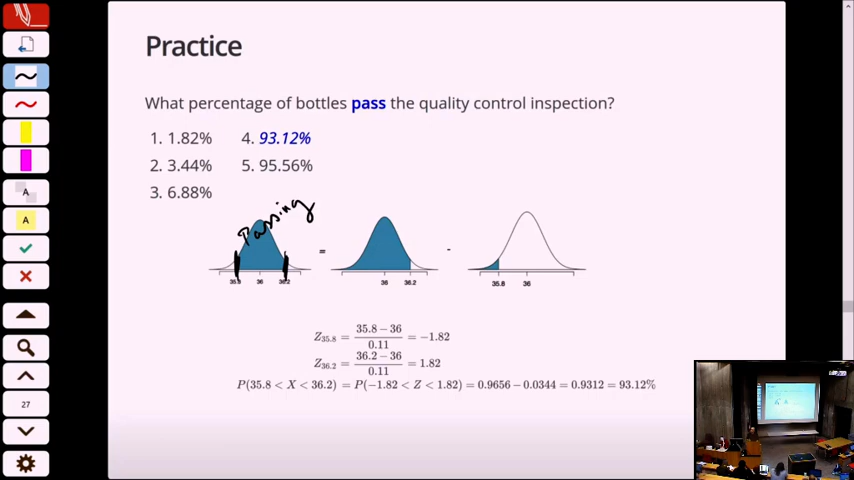 Practice
What percentage of bottles pass the quality control inspection?
1. 1.82% 4. 93.12%
2. 3.44% 5. 95.56%
3. 6.88%
Passing
= -
35.8 36 36.2 36 36.2 35.8 36
Z₃₅.₈ = (35.8 − 36)/0.11 = −1.82
Z₃₆.₂ = (36.2 − 36)/0.11 = 1.82
P(35.8 < X < 36.2) = P(−1.82 < Z < 1.82) = 0.9656 − 0.0344 = 0.9312 = 93.12%
A
A
27